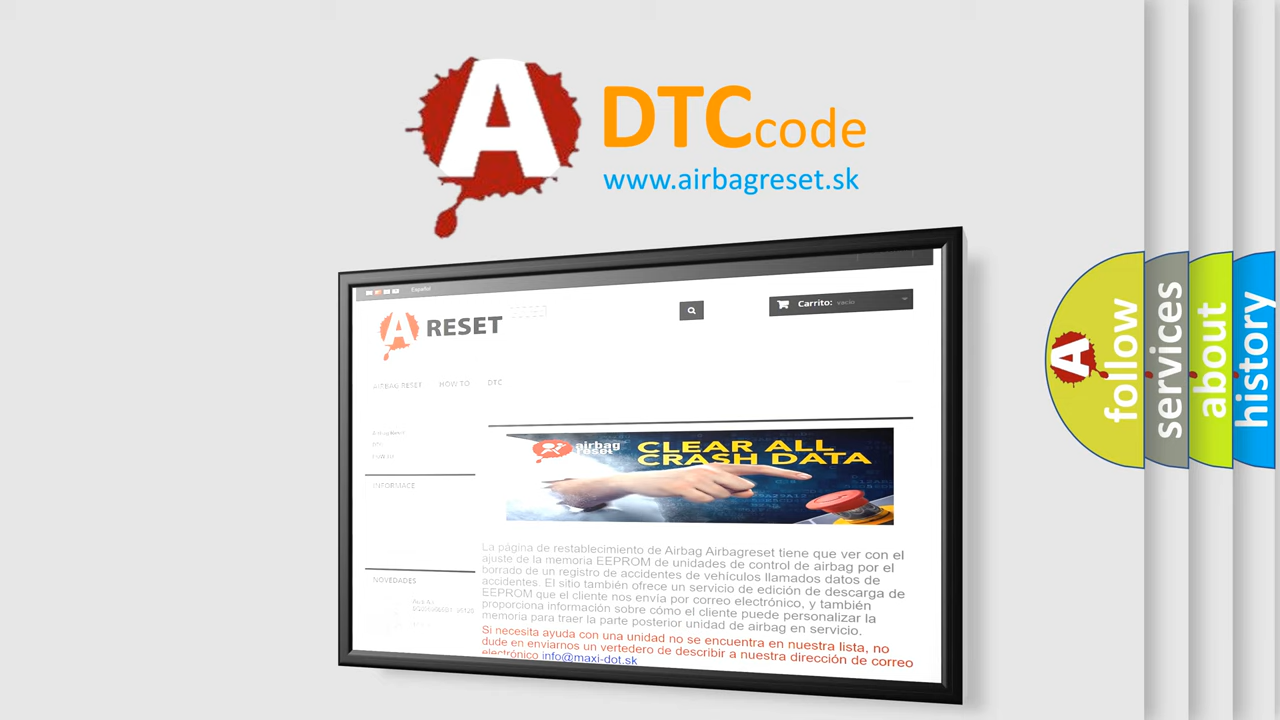 A
DTCcode
www.airbagreset.sk
Español
A RESET
Carrito: vacío
AIRBAG RESET HOW TO DTC
INFORMACE
airbag
reset
CLEAR ALL
CRASH DATA
La página de restablecimiento de Airbag Airbagreset tiene que ver con el
ajuste de la memoria EEPROM de unidades de control de airbag por el
borrado de un registro de accidentes de vehículos llamados datos de
accidentes. El sitio también ofrece un servicio de edición de descarga de
EEPROM que el cliente nos envía por correo electrónico, y también
proporciona información sobre cómo el cliente puede personalizar la
memoria para traer la parte posterior unidad de airbag en servicio.
Si necesita ayuda con una unidad no se encuentra en nuestra lista, no
dude en enviarnos un vertedero de describir a nuestra dirección de correo
electrónico info@maxi-dot.sk
NOVEDADES
A
follow
services
about
history